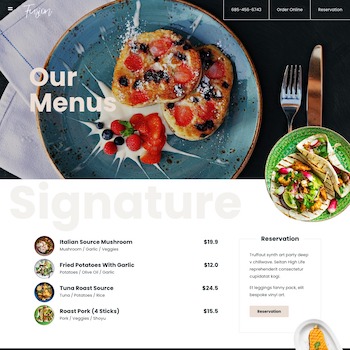 Fusion
685-456-6743
Order Online
Reservation
Our
Menus
Signature
Italian Source Mushroom
$19.9
Mushroom / Garlic / Veggies
Fried Potatoes With Garlic
$12.0
Potatoes / Olive Oil / Garlic
Tuna Roast Source
$24.5
Tuna / Potatoes / Rice
Roast Pork (4 Sticks)
$15.5
Pork / Veggies / Shoyu
Reservation
Truffaut synth art party deep
v chillwave. Seitan High Life
reprehenderit consectetur
cupidatat kogi.
Et leggings fanny pack, elit
bespoke vinyl art
Reservation